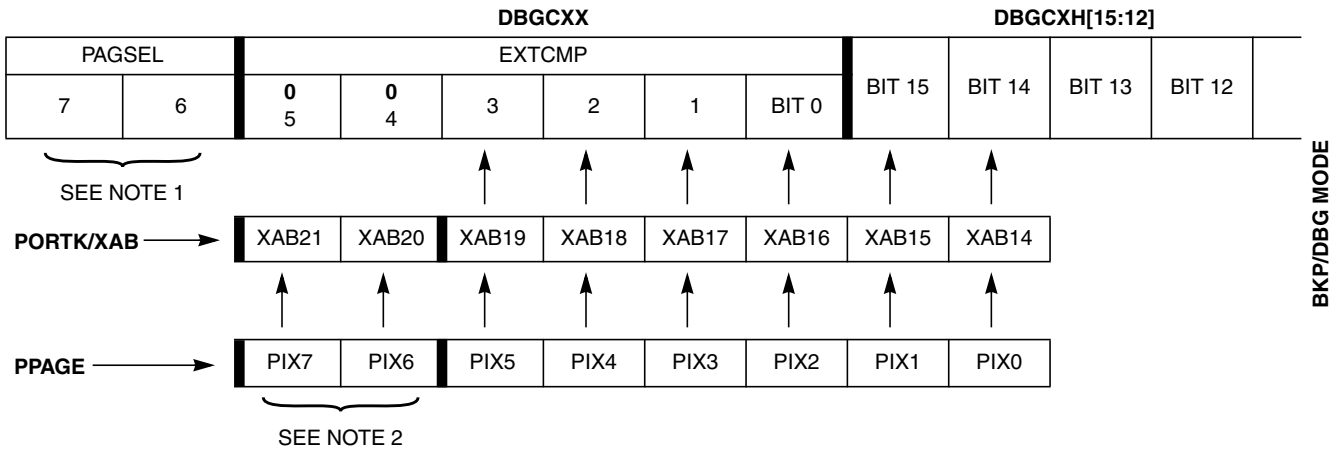 DBGCXX DBGCXH[15:12]
PAGSEL EXTCMP
BIT 15 BIT 14 BIT 13 BIT 12
0 0
7 6 5 4 3 2 1 BIT 0
SEE NOTE 1
PORTK/XAB XAB21 XAB20 XAB19 XAB18 XAB17 XAB16 XAB15 XAB14
PPAGE PIX7 PIX6 PIX5 PIX4 PIX3 PIX2 PIX1 PIX0
SEE NOTE 2
BKP/DBG MODE